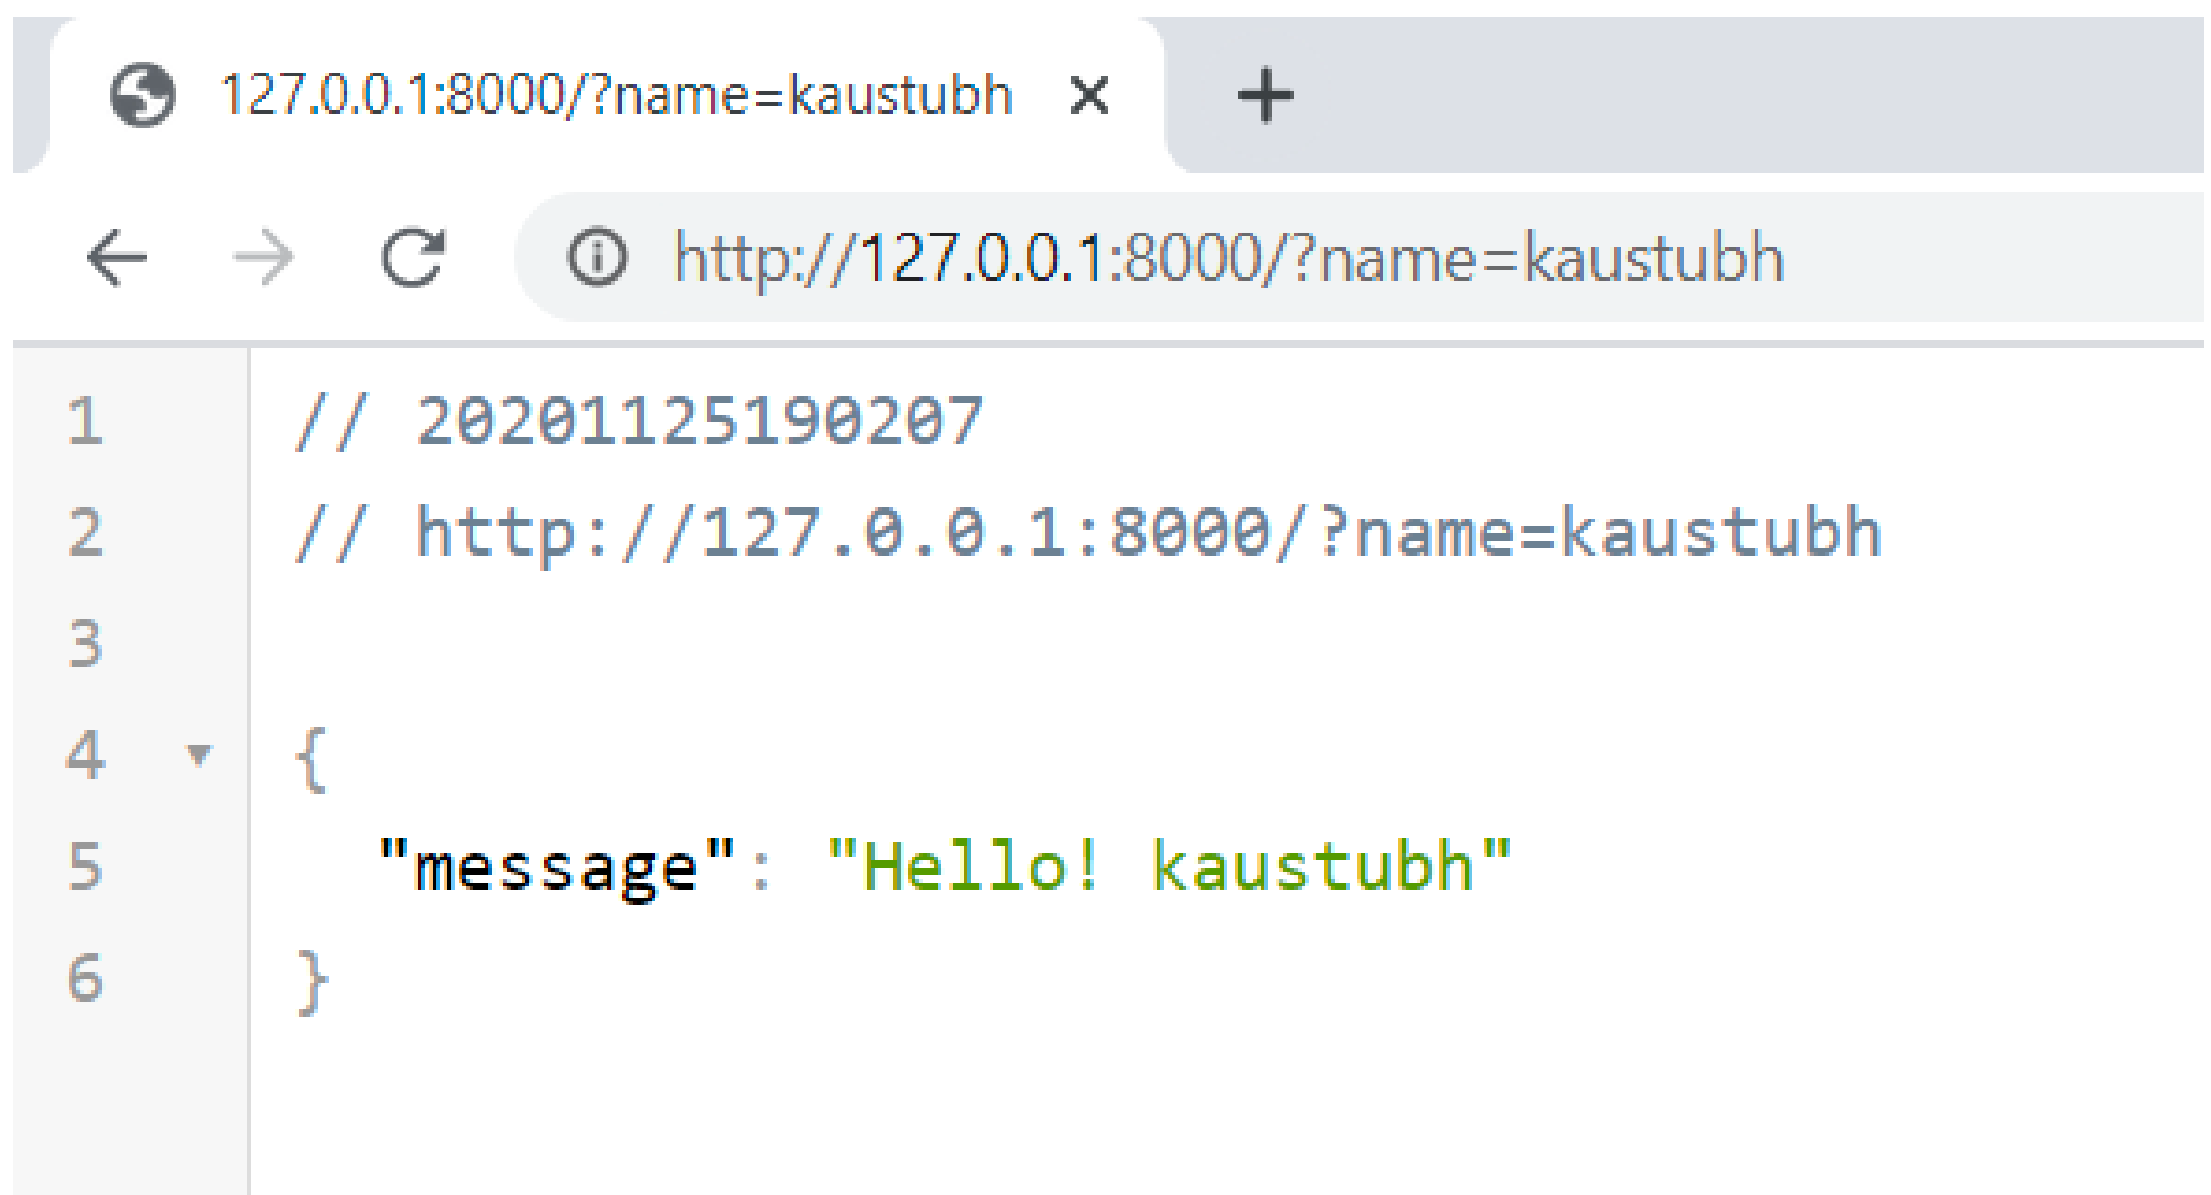 127.0.0.1:8000/?name=kaustubh
http://127.0.0.1:8000/?name=kaustubh
1 // 20201125190207
2 // http://127.0.0.1:8000/?name=kaustubh
3
4 {
5 "message": "Hello! kaustubh"
6 }